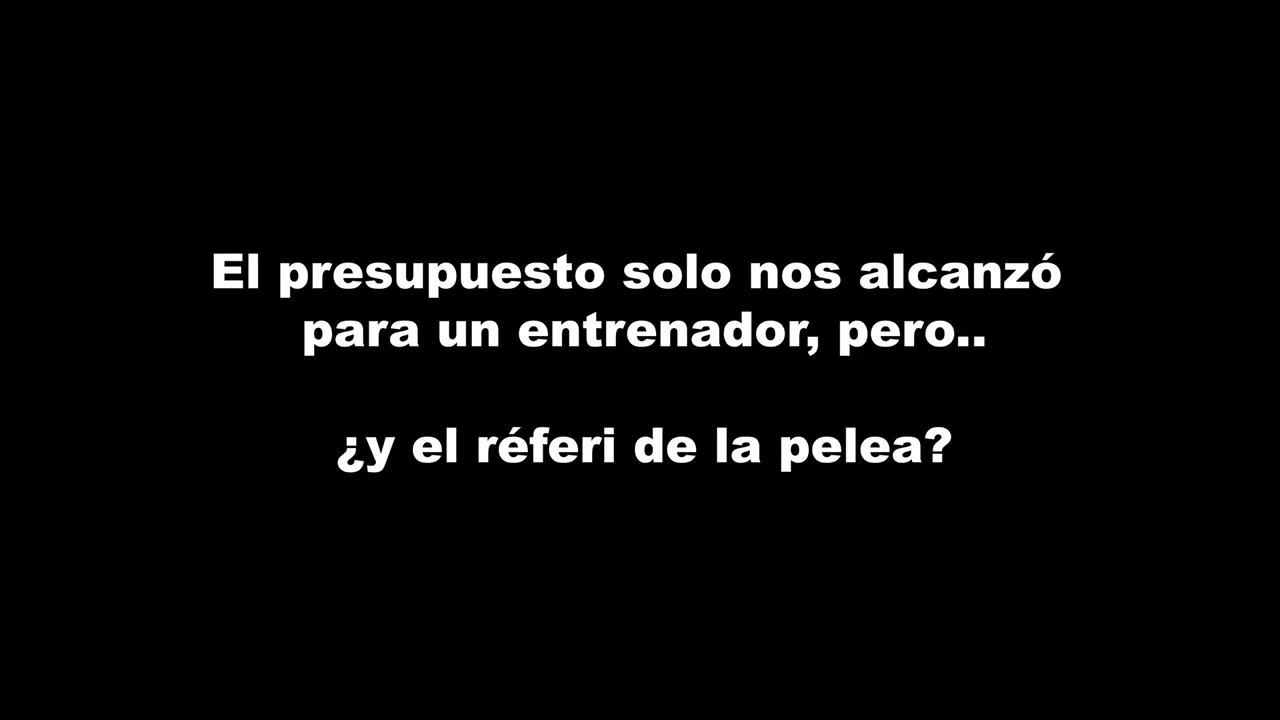 El presupuesto solo nos alcanzó
para un entrenador, pero..
¿y el réferi de la pelea?